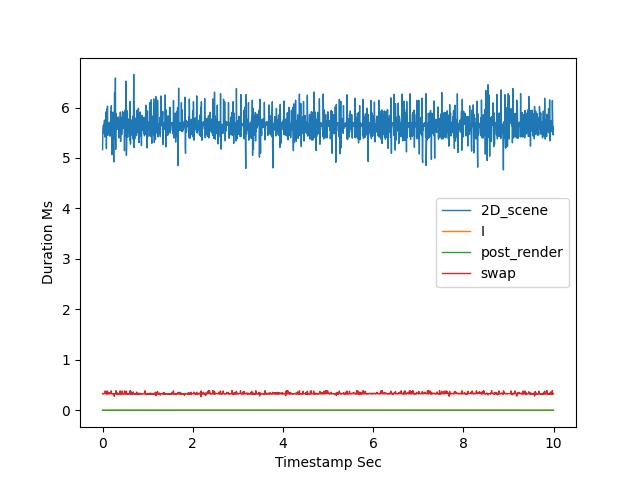 6
5
4
3
2
1
0
Duration Ms
2D_scene
I
post_render
swap
0 2 4 6 8 10
Timestamp Sec